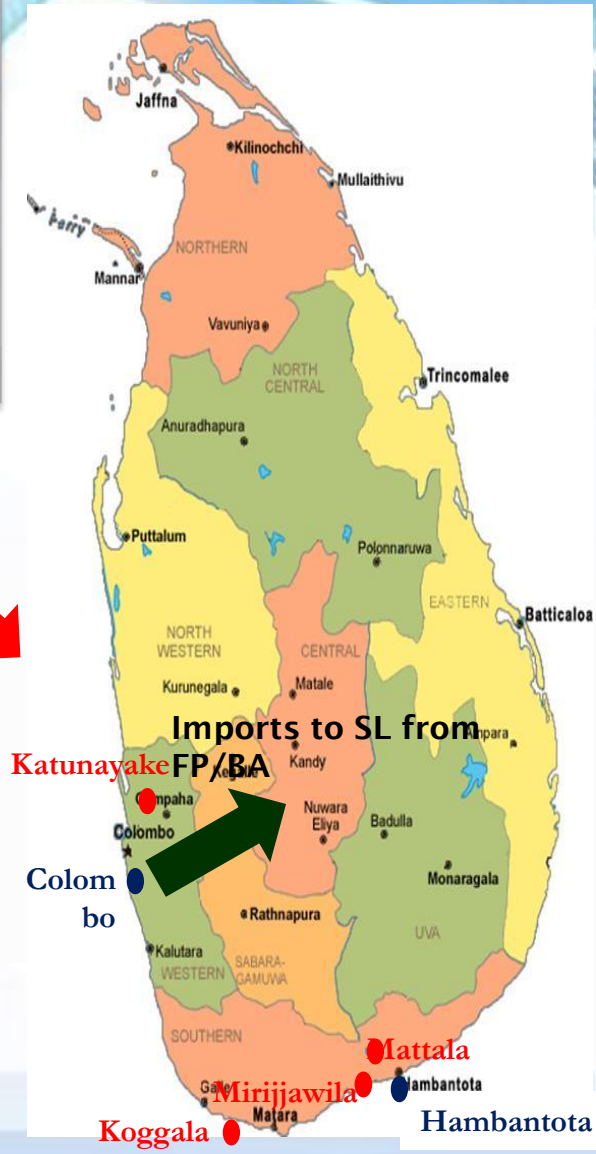 Jaffna
Kilinochchi
Mullaithivu
Ferry
NORTHERN
Mannar
Vavuniya
NORTH
CENTRAL
Trincomalee
Anuradhapura
Puttalum
Polonnaruwa
EASTERN
Batticaloa
NORTH
WESTERN
CENTRAL
Kurunegala
Matale
Imports to SL from
FP/BA
Katunayake
Kandy
Colombo
Nuwara
Eliya
Badulla
Colom
bo
Monaragala
Rathnapura
UVA
Kalutara
WESTERN
SABARA-
GAMUWA
SOUTHERN
Mattala
Mirijjawila
Hambantota
Matara
Koggala
Hambantota